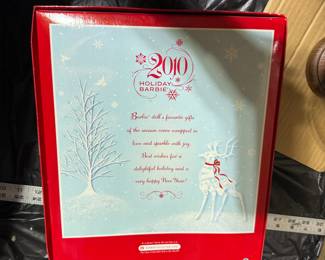 2010
HOLIDAY
BARBIE
Barbie doll's favorite gifts
of the season come wrapped in
love and sparkle with joy.
Best wishes for a
delightful holiday and a
very happy New Year!